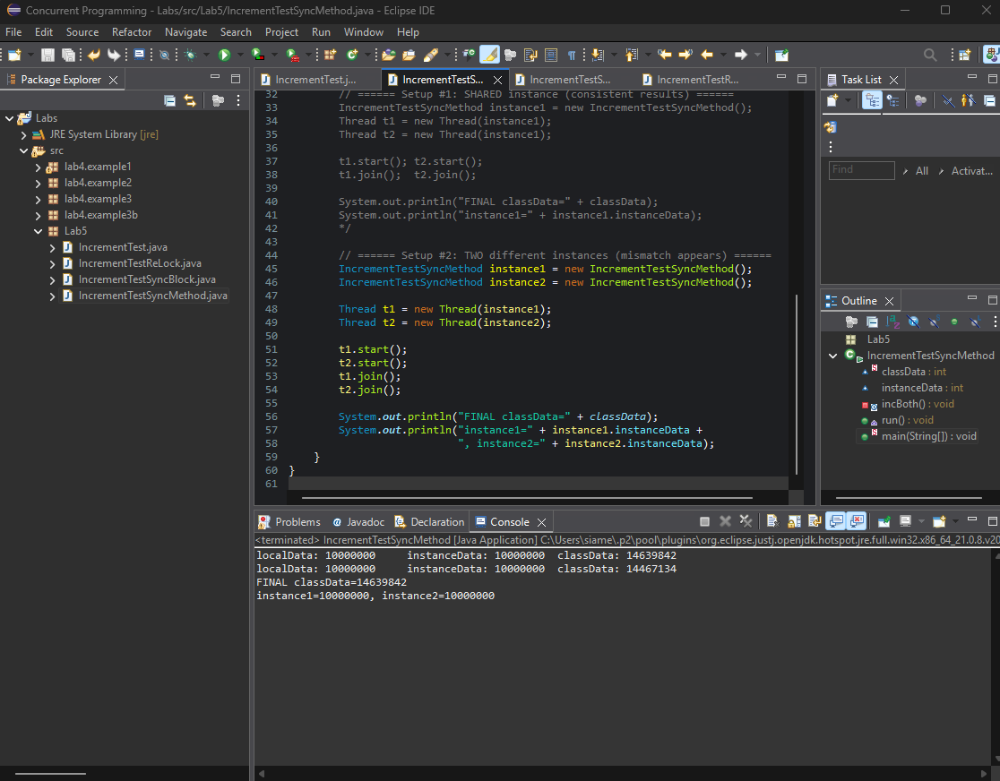 Concurrent Programming - Labs/src/Lab5/IncrementTestSyncMethod.java - Eclipse IDE
File Edit Source Refactor Navigate Search Project Run Window Help
Package Explorer
Labs
JRE System Library [jre]
src
lab4.example1
lab4.example2
lab4.example3
lab4.example3b
Lab5
IncrementTest.java
IncrementTestReLock.java
IncrementTestSyncBlock.java
IncrementTestSyncMethod.java
IncrementTest.j... IncrementTestS... IncrementTestS... IncrementTestR...
32 // ====== Setup #1: SHARED instance (consistent results) ======
33 IncrementTestSyncMethod instance1 = new IncrementTestSyncMethod();
34 Thread t1 = new Thread(instance1);
35 Thread t2 = new Thread(instance1);
36
37 t1.start(); t2.start();
38 t1.join();  t2.join();
39
40 System.out.println("FINAL classData=" + classData);
41 System.out.println("instance1=" + instance1.instanceData);
42 */
43
44 // ====== Setup #2: TWO different instances (mismatch appears) ======
45 IncrementTestSyncMethod instance1 = new IncrementTestSyncMethod();
46 IncrementTestSyncMethod instance2 = new IncrementTestSyncMethod();
47
48 Thread t1 = new Thread(instance1);
49 Thread t2 = new Thread(instance2);
50
51 t1.start();
52 t2.start();
53 t1.join();
54 t2.join();
55
56 System.out.println("FINAL classData=" + classData);
57 System.out.println("instance1=" + instance1.instanceData +
58 ", instance2=" + instance2.instanceData);
59 }
60 }
61
Task List
Find All Activat...
Outline
Lab5
IncrementTestSyncMethod
classData : int
instanceData : int
incBoth() : void
run() : void
main(String[]) : void
Problems Javadoc Declaration Console
<terminated> IncrementTestSyncMethod [Java Application] C:\Users\siame\.p2\pool\plugins\org.eclipse.justj.openjdk.hotspot.jre.full.win32.x86_64_21.0.8.v20
localData: 10000000 instanceData: 10000000 classData: 14639842
localData: 10000000 instanceData: 10000000 classData: 14467134
FINAL classData=14639842
instance1=10000000, instance2=10000000